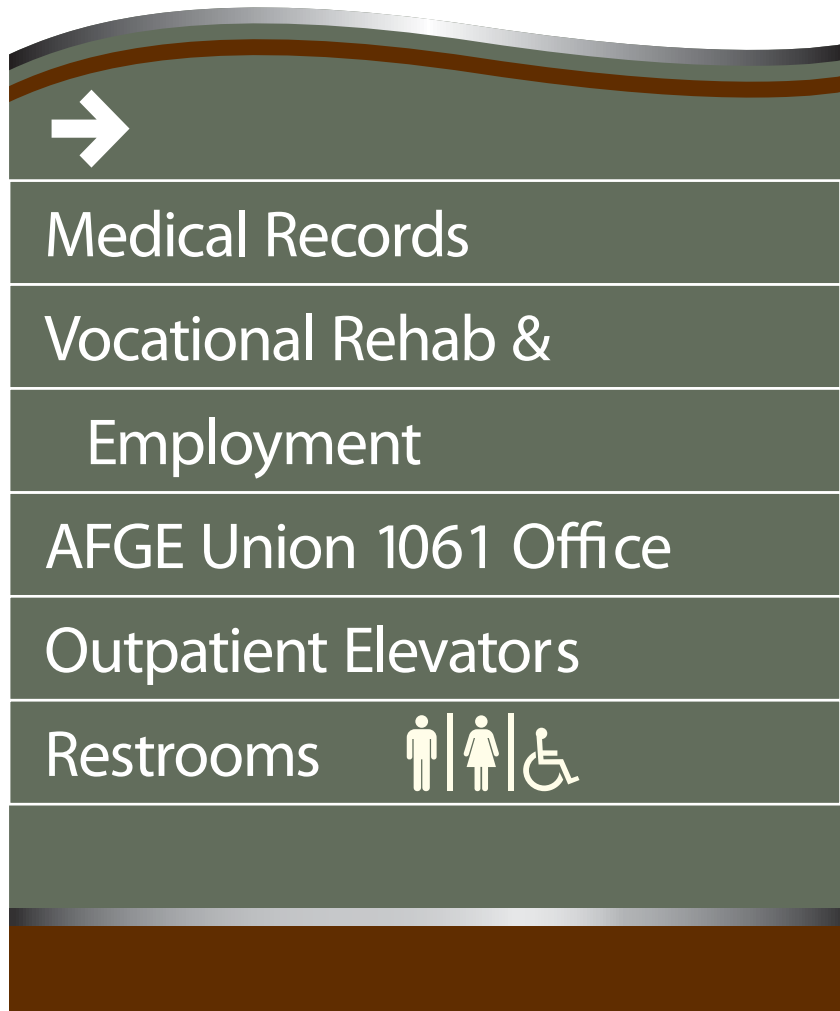 Medical Records
Vocational Rehab &
Employment
AFGE Union 1061 Office
Outpatient Elevators
Restrooms